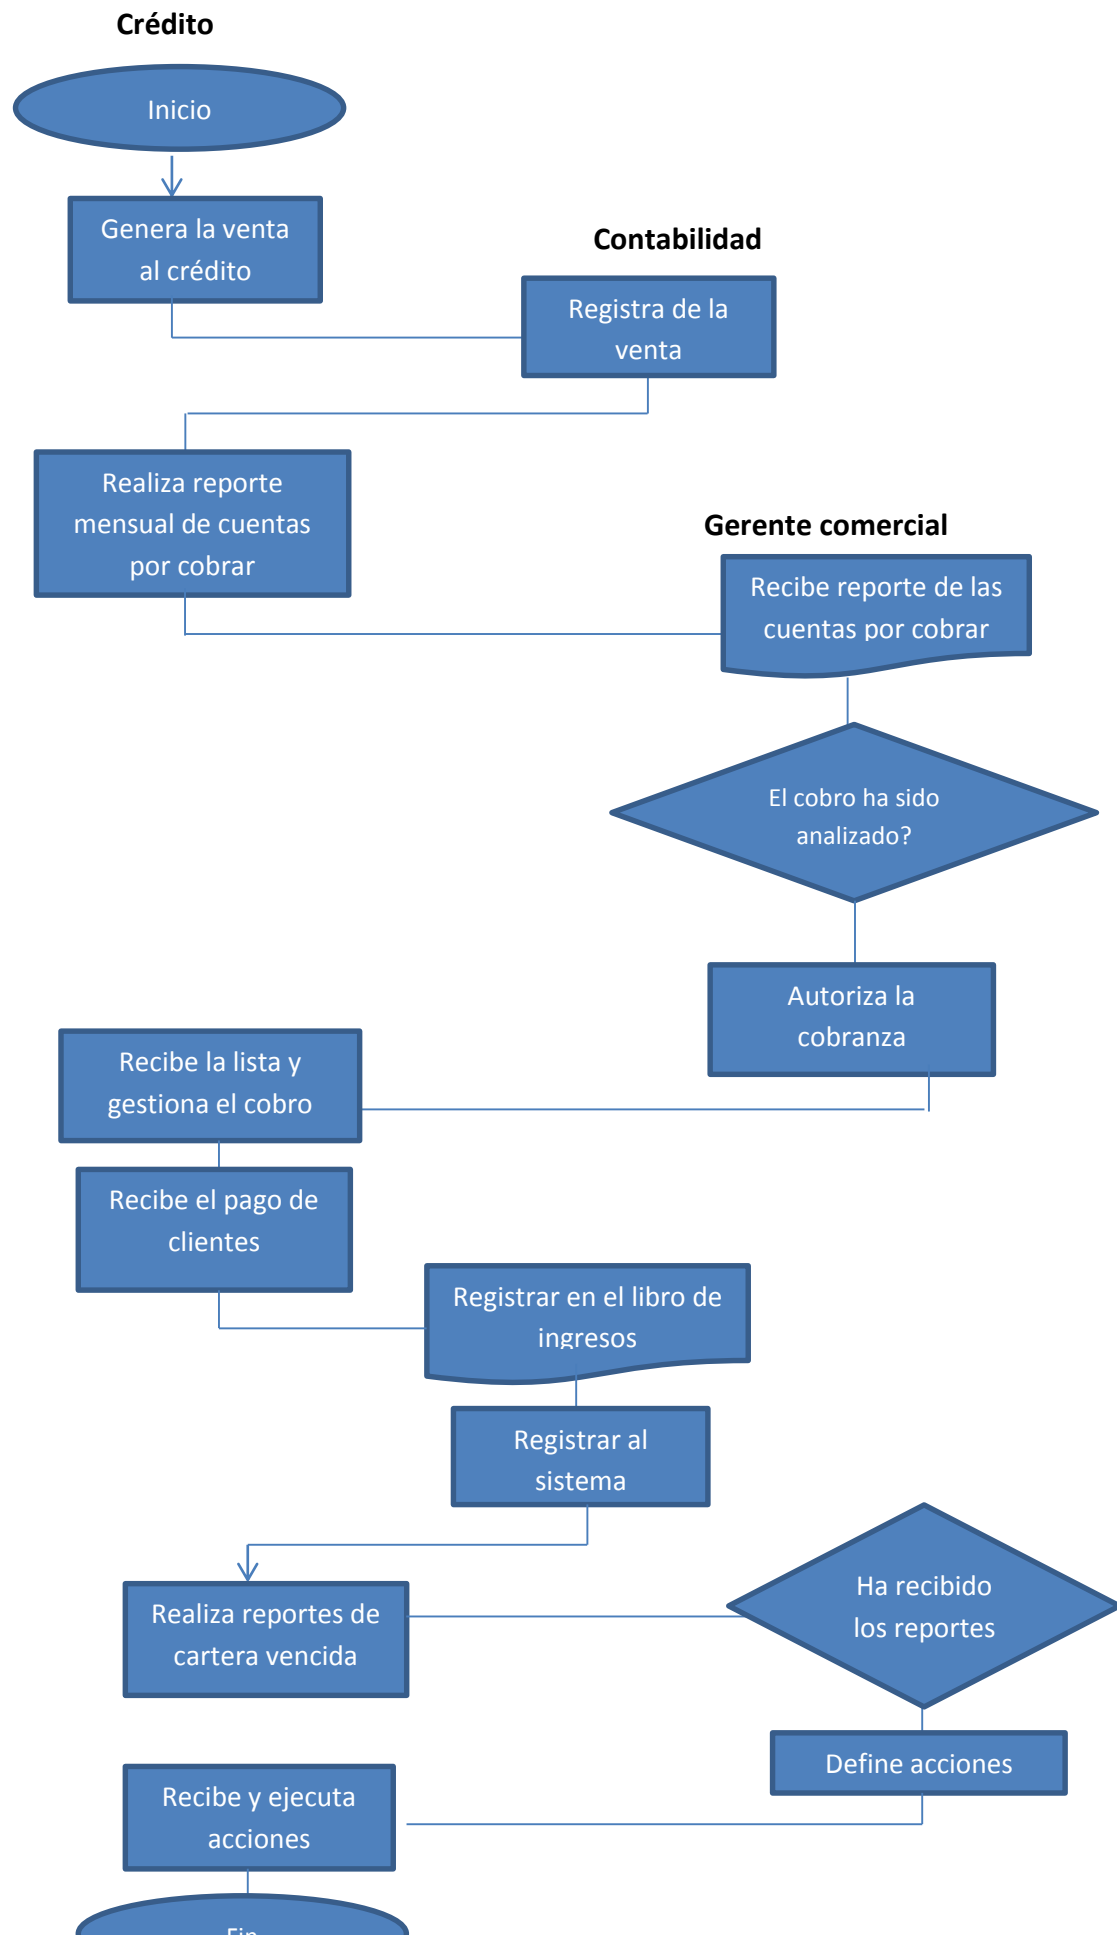 Crédito
Inicio
Genera la venta
al crédito
Contabilidad
Registra de la
venta
Realiza reporte
mensual de cuentas
por cobrar
Gerente comercial
Recibe reporte de las
cuentas por cobrar
El cobro ha sido
analizado?
Autoriza la
cobranza
Recibe la lista y
gestiona el cobro
Recibe el pago de
clientes
Registrar en el libro de
ingresos
Registrar al
sistema
Ha recibido
los reportes
Realiza reportes de
cartera vencida
Define acciones
Recibe y ejecuta
acciones
Fin